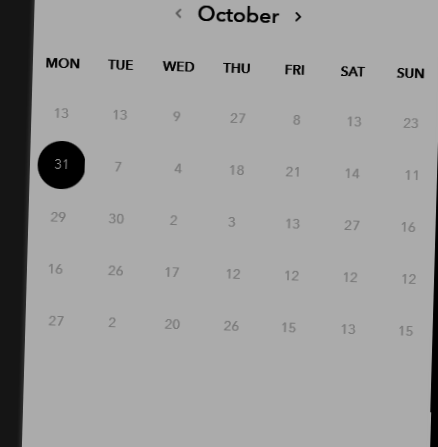 < October >
MON TUE WED THU FRI SAT SUN
13 13 9 27 8 13 23
31 7 4 18 21 14 11
29 30 2 3 13 27 16
16 26 17 12 12 12 12
27 2 20 26 15 13 15